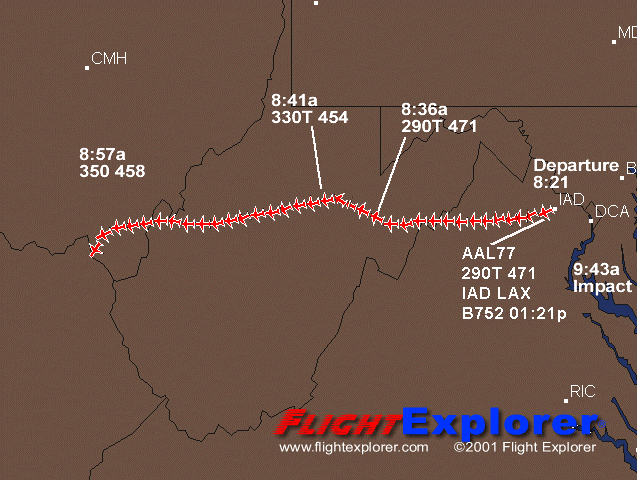 MD
CMH
8:41a
330T 454
8:36a
290T 471
8:57a
350 458
Departure
8:21
B
IAD
DCA
AAL77
290T 471
IAD LAX
B752 01:21p
9:43a
Impact
RIC
FlightExplorer
www.flightexplorer.com ©2001 Flight Explorer